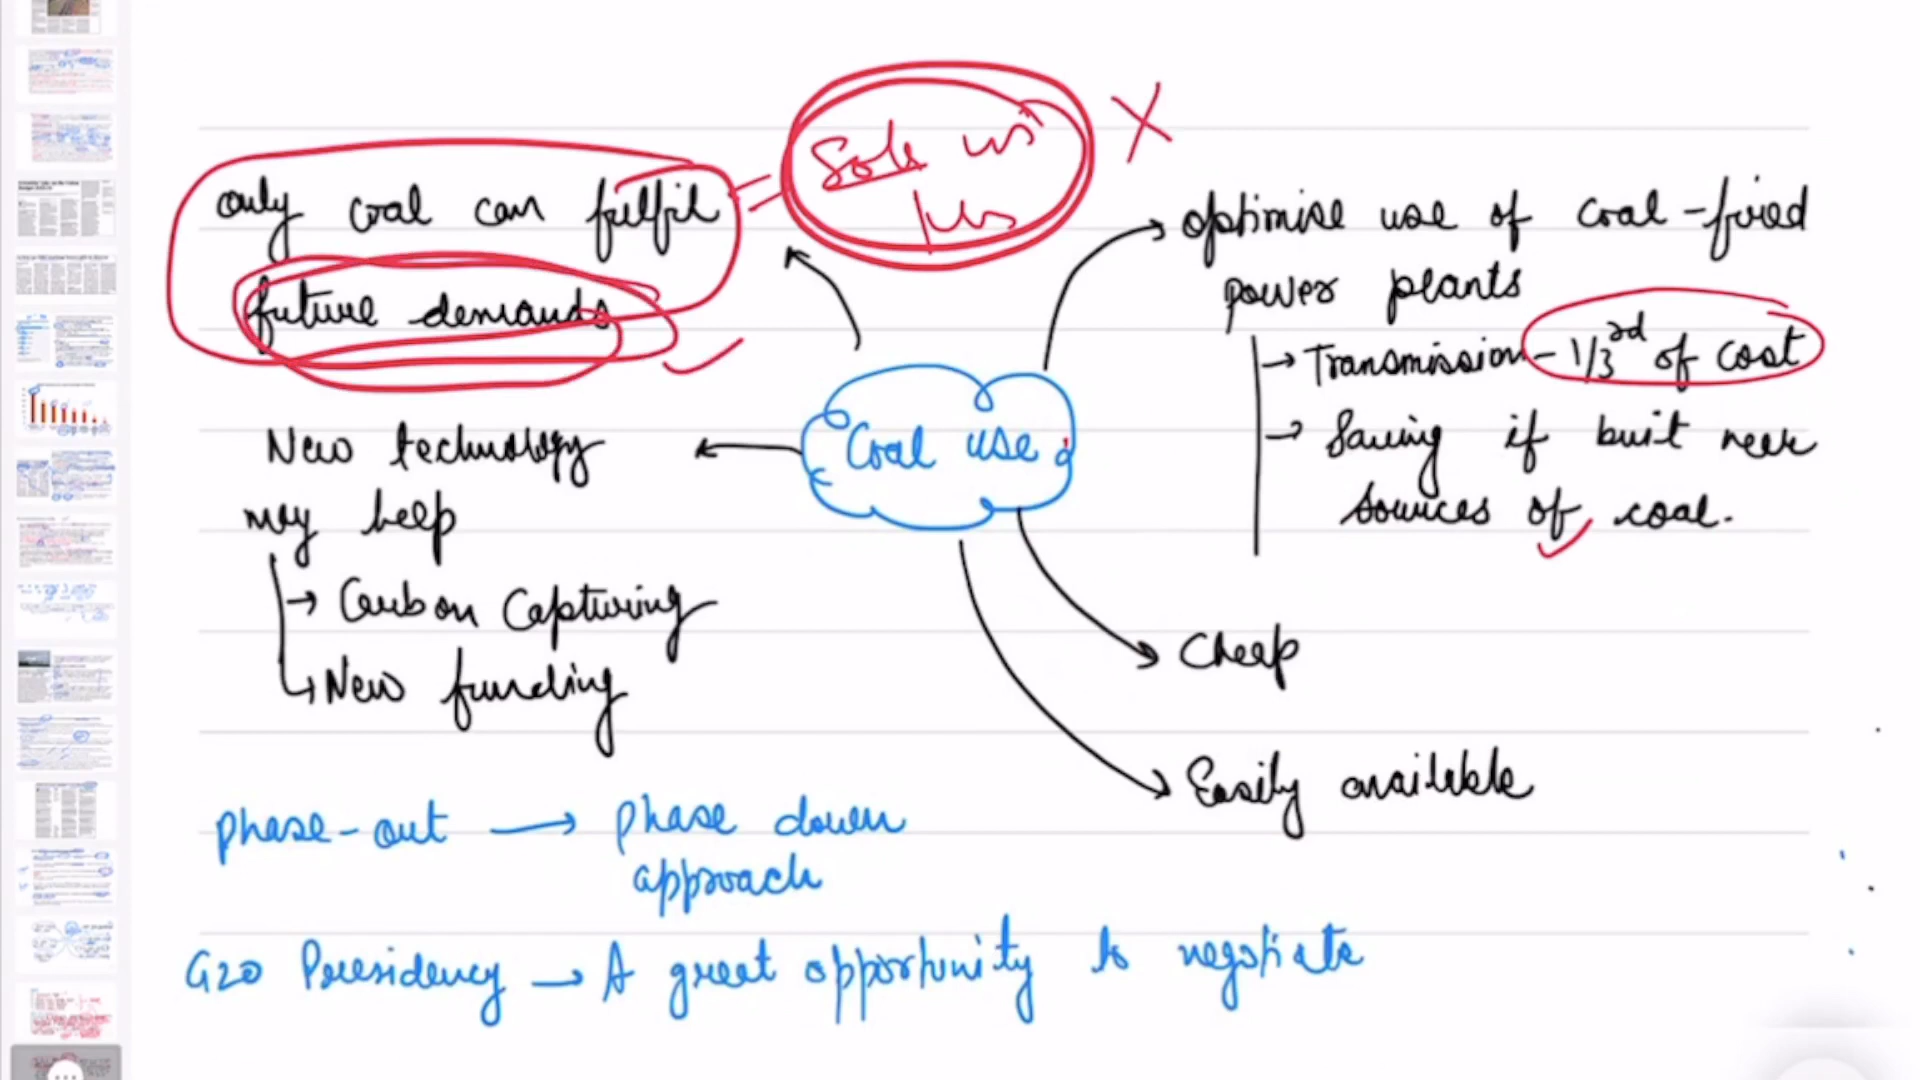 only coal can fulfil
future demands
X
optimise use of coal-fired
power plants
→ Transmission - 1/3rd of cost
→ Saving if built near
sources of coal.
Coal use
New technology
may help
→ Carbon Capturing
↳ New funding
Cheap
Easily available
phase-out → phase down
approach
G20 Presidency → A great opportunity to negotiate